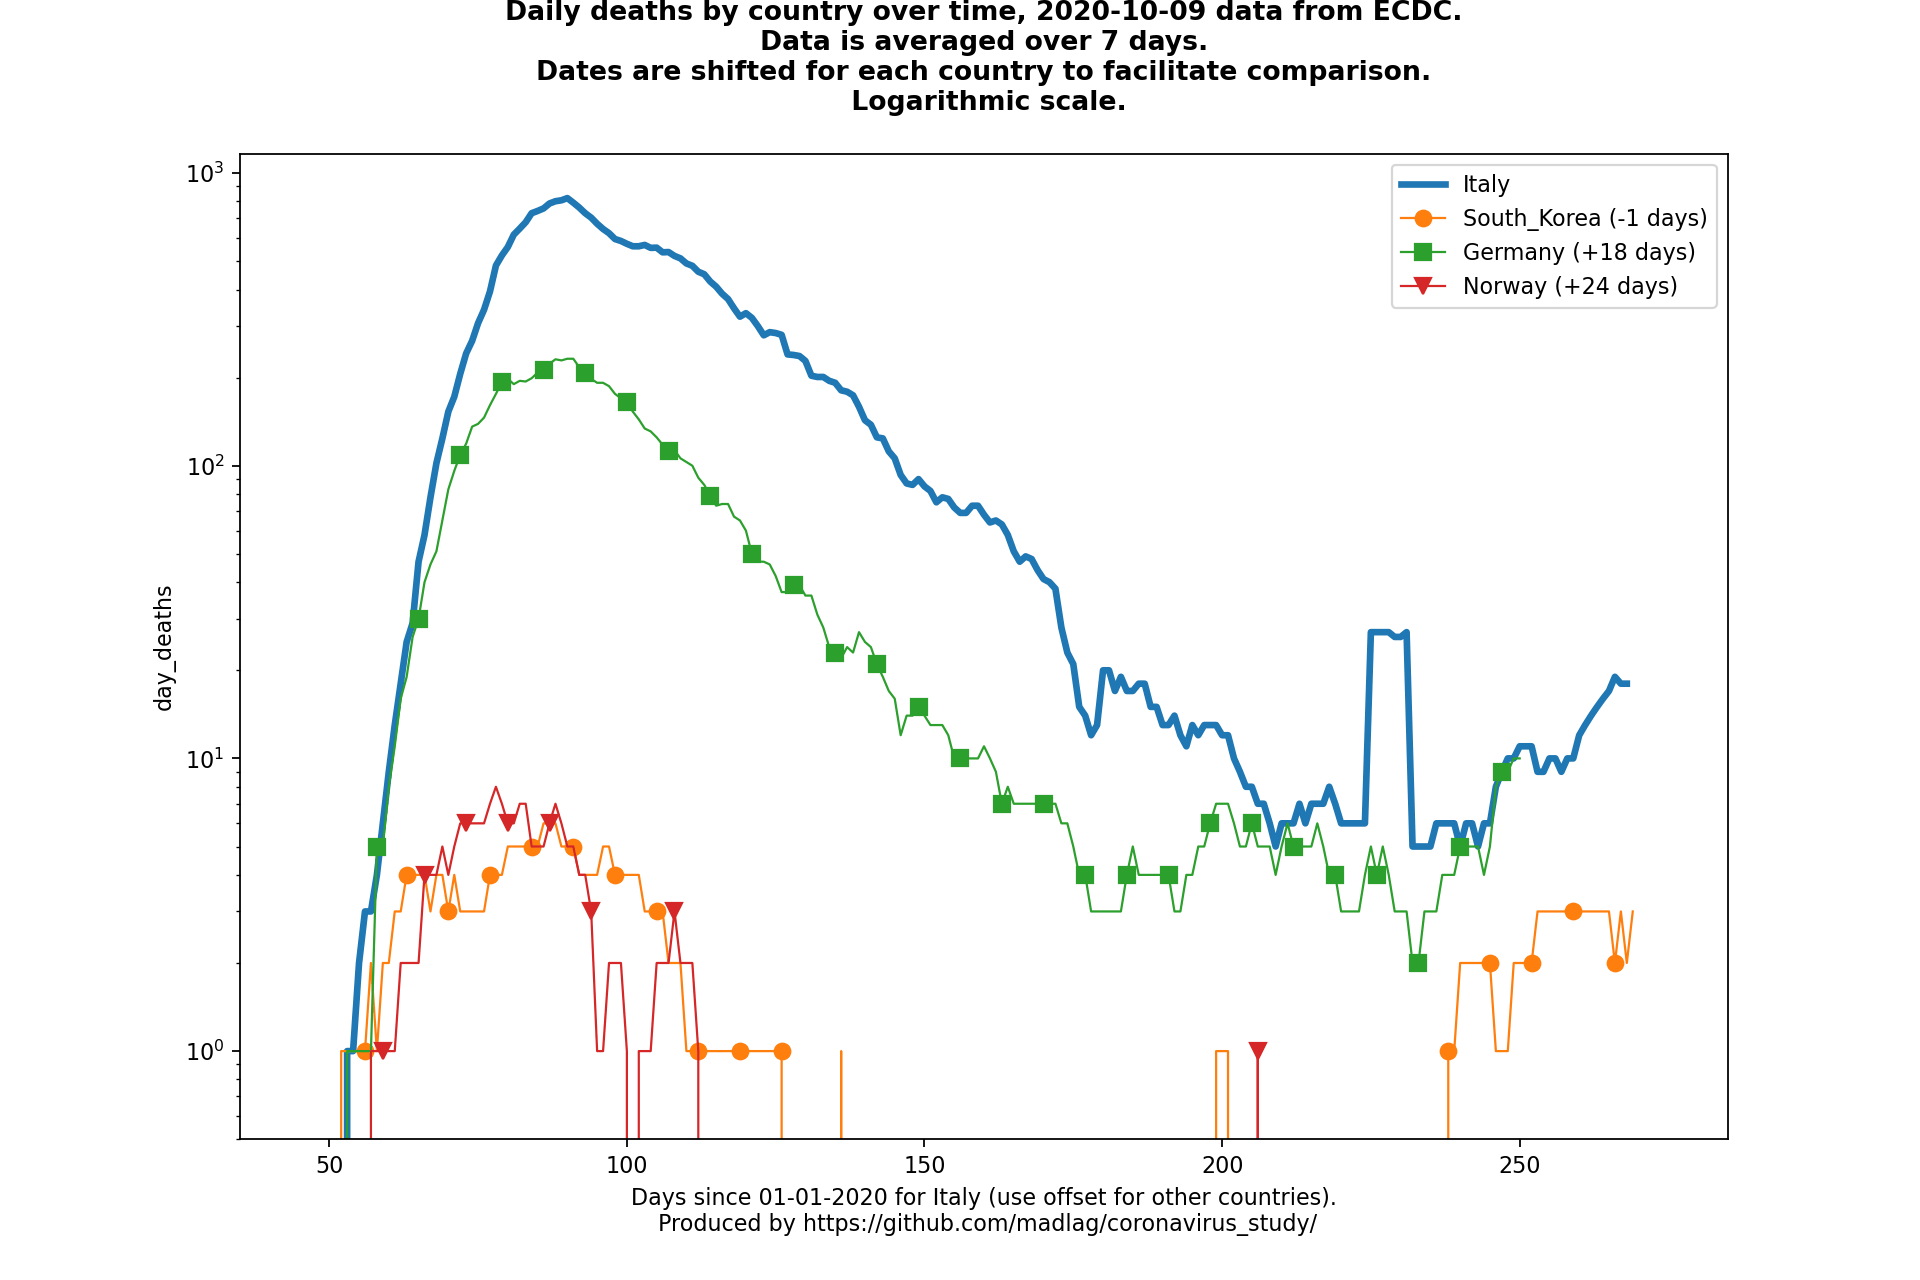 Daily deaths by country over time, 2020-10-09 data from ECDC.
Data is averaged over 7 days.
Dates are shifted for each country to facilitate comparison.
Logarithmic scale.
10³
10²
10¹
10⁰
day_deaths
Italy
South_Korea (-1 days)
Germany (+18 days)
Norway (+24 days)
50 100 150 200 250
Days since 01-01-2020 for Italy (use offset for other countries).
Produced by https://github.com/madlag/coronavirus_study/